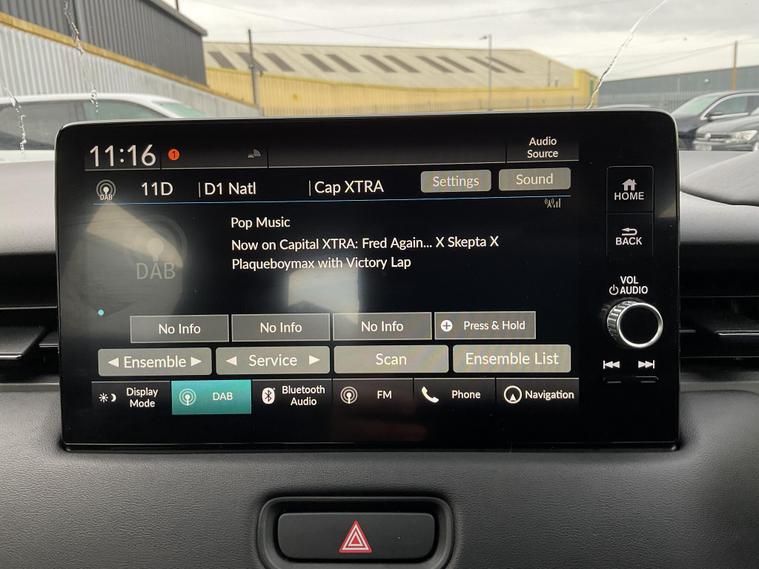 11:16
1
Audio
Source
DAB
11D
D1 Natl
Cap XTRA
Settings
Sound
DAB
Pop Music
Now on Capital XTRA: Fred Again... X Skepta X
Plaqueboymax with Victory Lap
No Info
No Info
No Info
Press & Hold
Ensemble
Service
Scan
Ensemble List
Display
Mode
DAB
Bluetooth
Audio
FM
Phone
Navigation
HOME
BACK
VOL
AUDIO